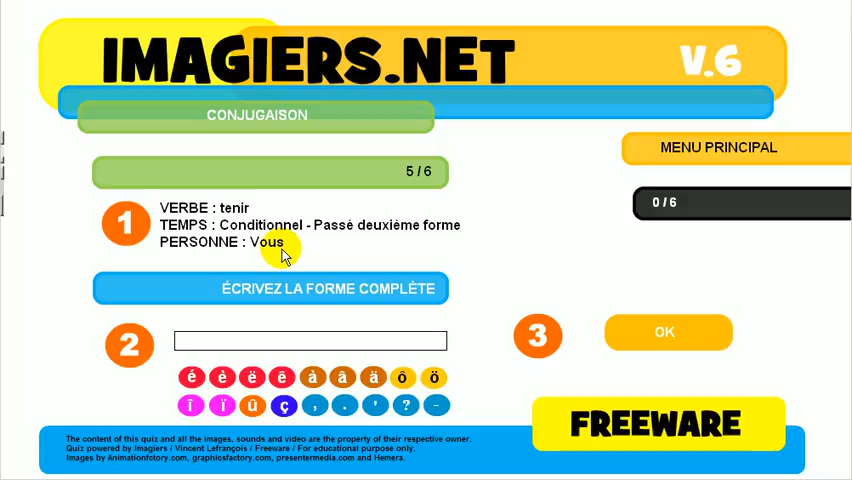 IMAGIERS.NET
V.6
CONJUGAISON
MENU PRINCIPAL
5 / 6
0 / 6
1
VERBE : tenir
TEMPS : Conditionnel - Passé deuxième forme
PERSONNE : Vous
ÉCRIVEZ LA FORME COMPLÈTE
2
3
OK
é è ë ê à â ä ô ö
î ï û ç , . ' ? -
FREEWARE
The content of this quiz and all the images, sounds and video are the property of their respective owner.
Quiz powered by Imagiers / Vincent Lefrançois / Freeware / For educational purpose only.
Images by Animationfctory.com, graphicsfactory.com, presentermedia.com and Hemera.